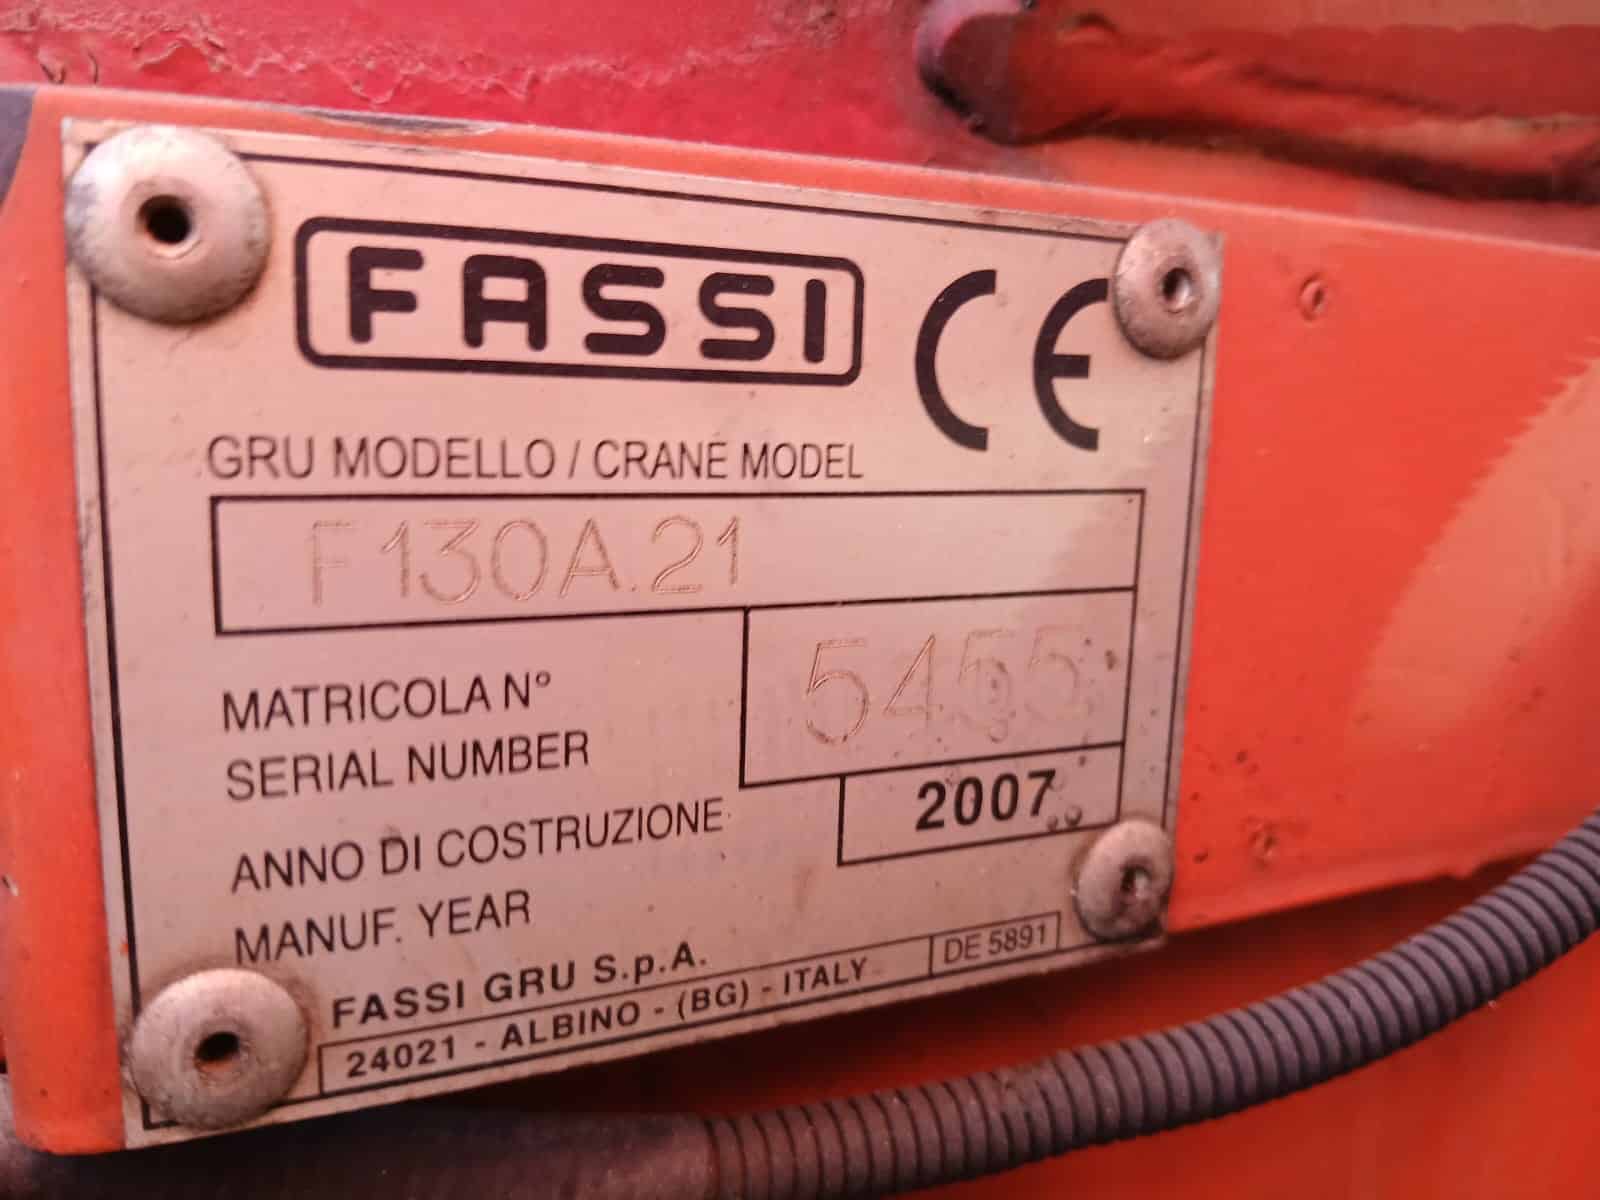 FASSI CE
GRU MODELLO / CRANE MODEL
F130A.21
MATRICOLA N°
SERIAL NUMBER
5455
ANNO DI COSTRUZIONE
MANUF. YEAR
2007
FASSI GRU S.p.A.
24021 - ALBINO - (BG) - ITALY
DE 5891